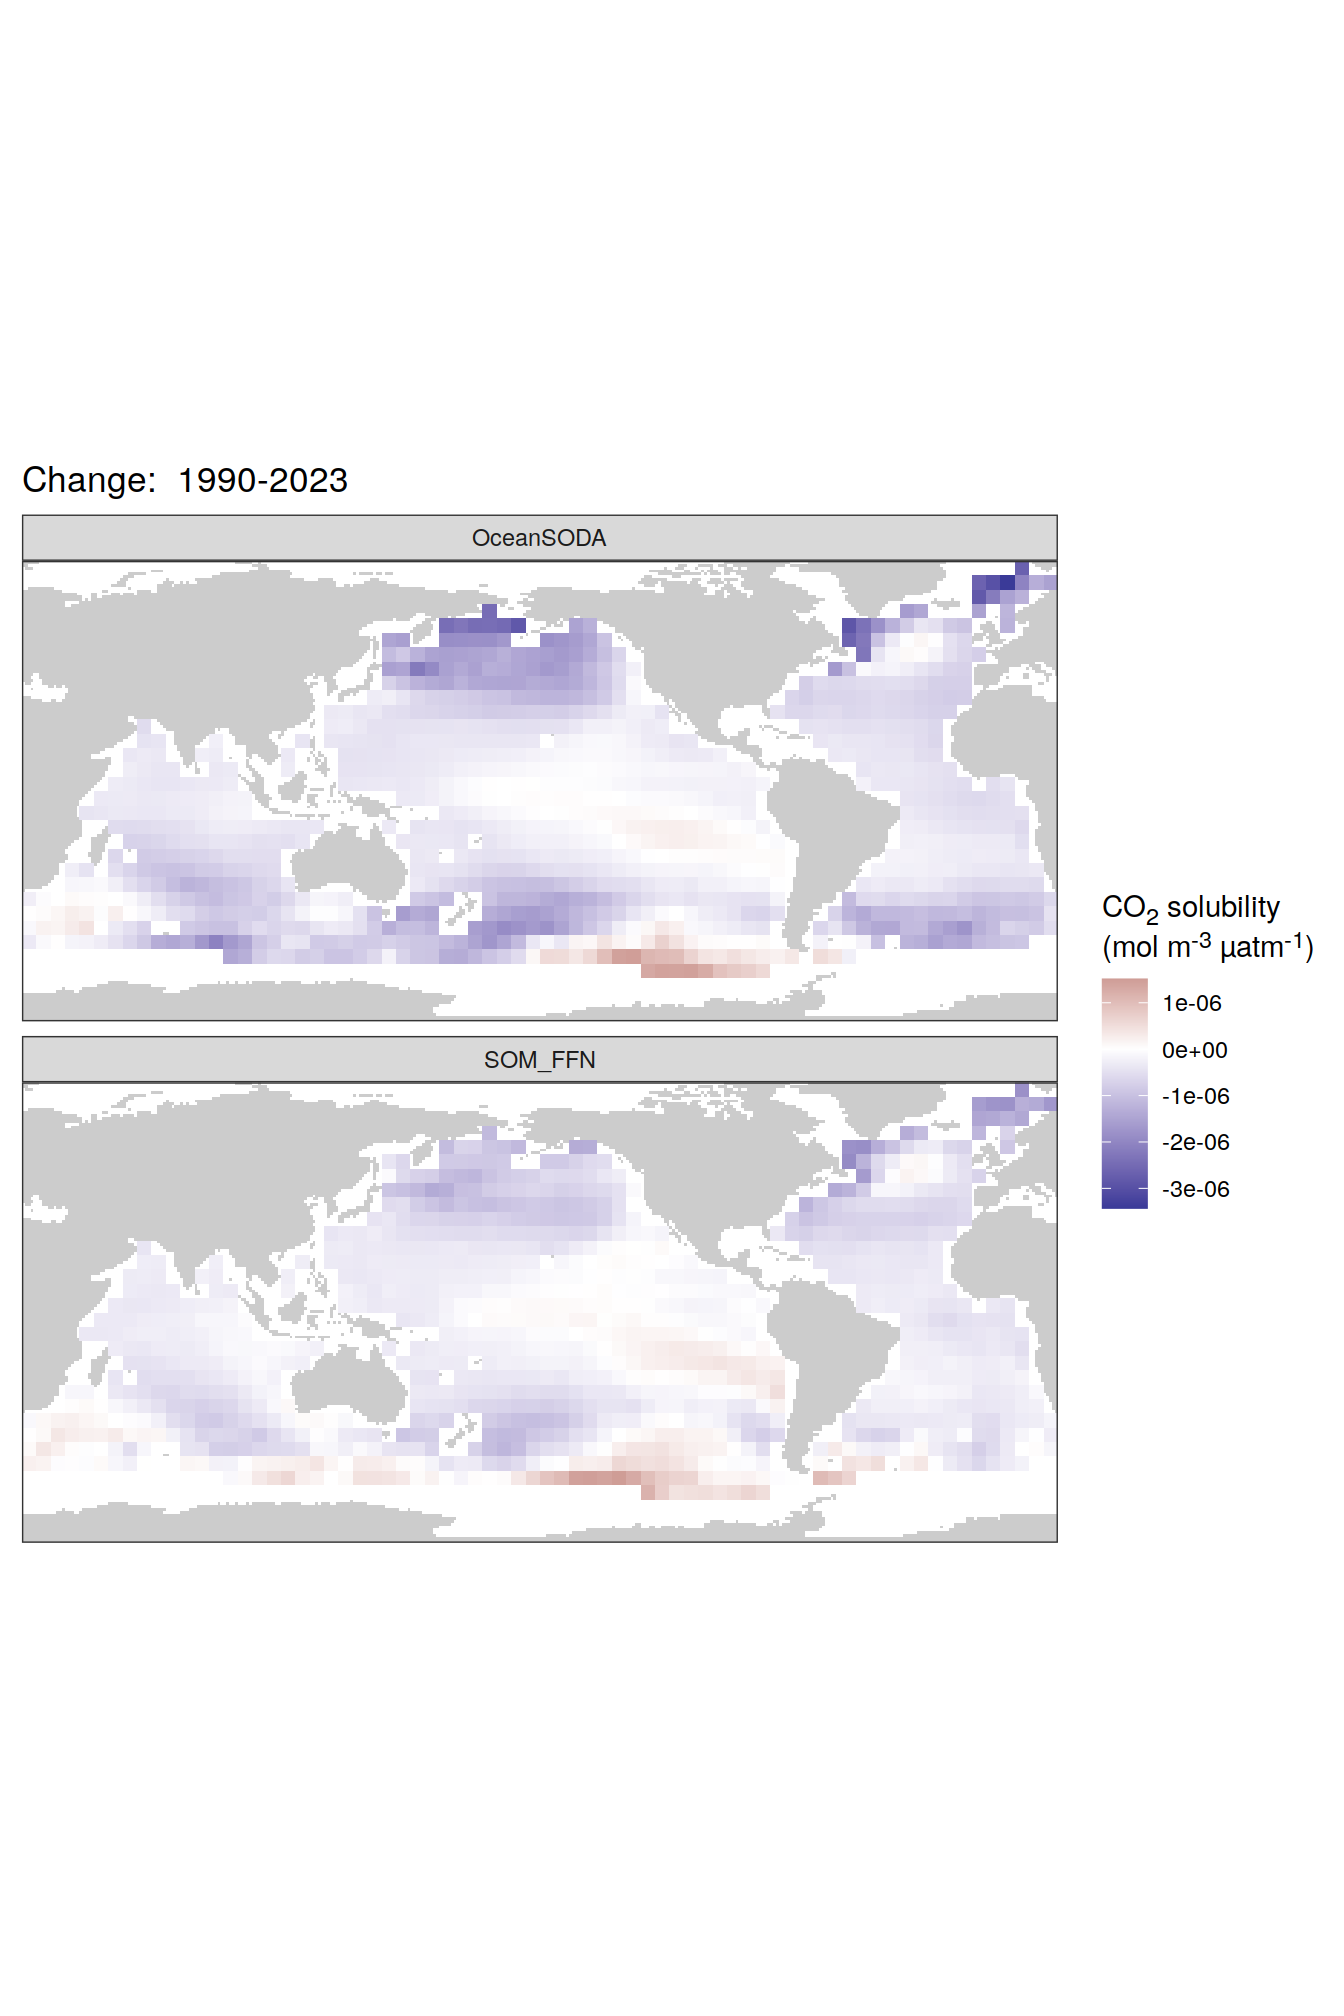 Change:  1990-2023
OceanSODA
SOM_FFN
CO₂ solubility
(mol m⁻³ µatm⁻¹)
1e-06
0e+00
-1e-06
-2e-06
-3e-06